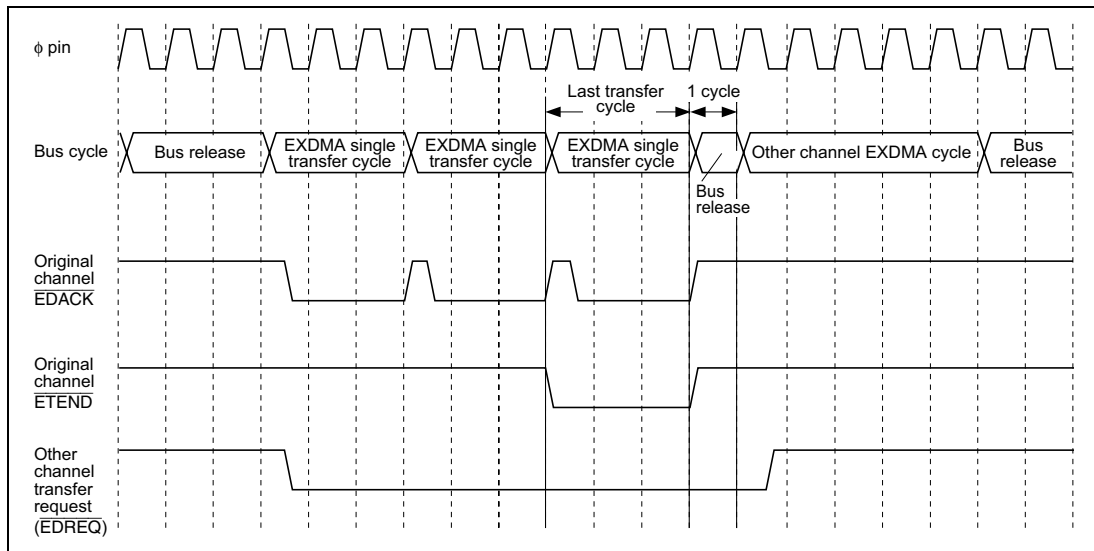 φ pin
Last transfer
cycle
1 cycle
Bus cycle
Bus release
EXDMA single
transfer cycle
EXDMA single
transfer cycle
EXDMA single
transfer cycle
Bus
release
Other channel EXDMA cycle
Bus
release
Original
channel
EDACK
Original
channel
ETEND
Other
channel
transfer
request
(EDREQ)